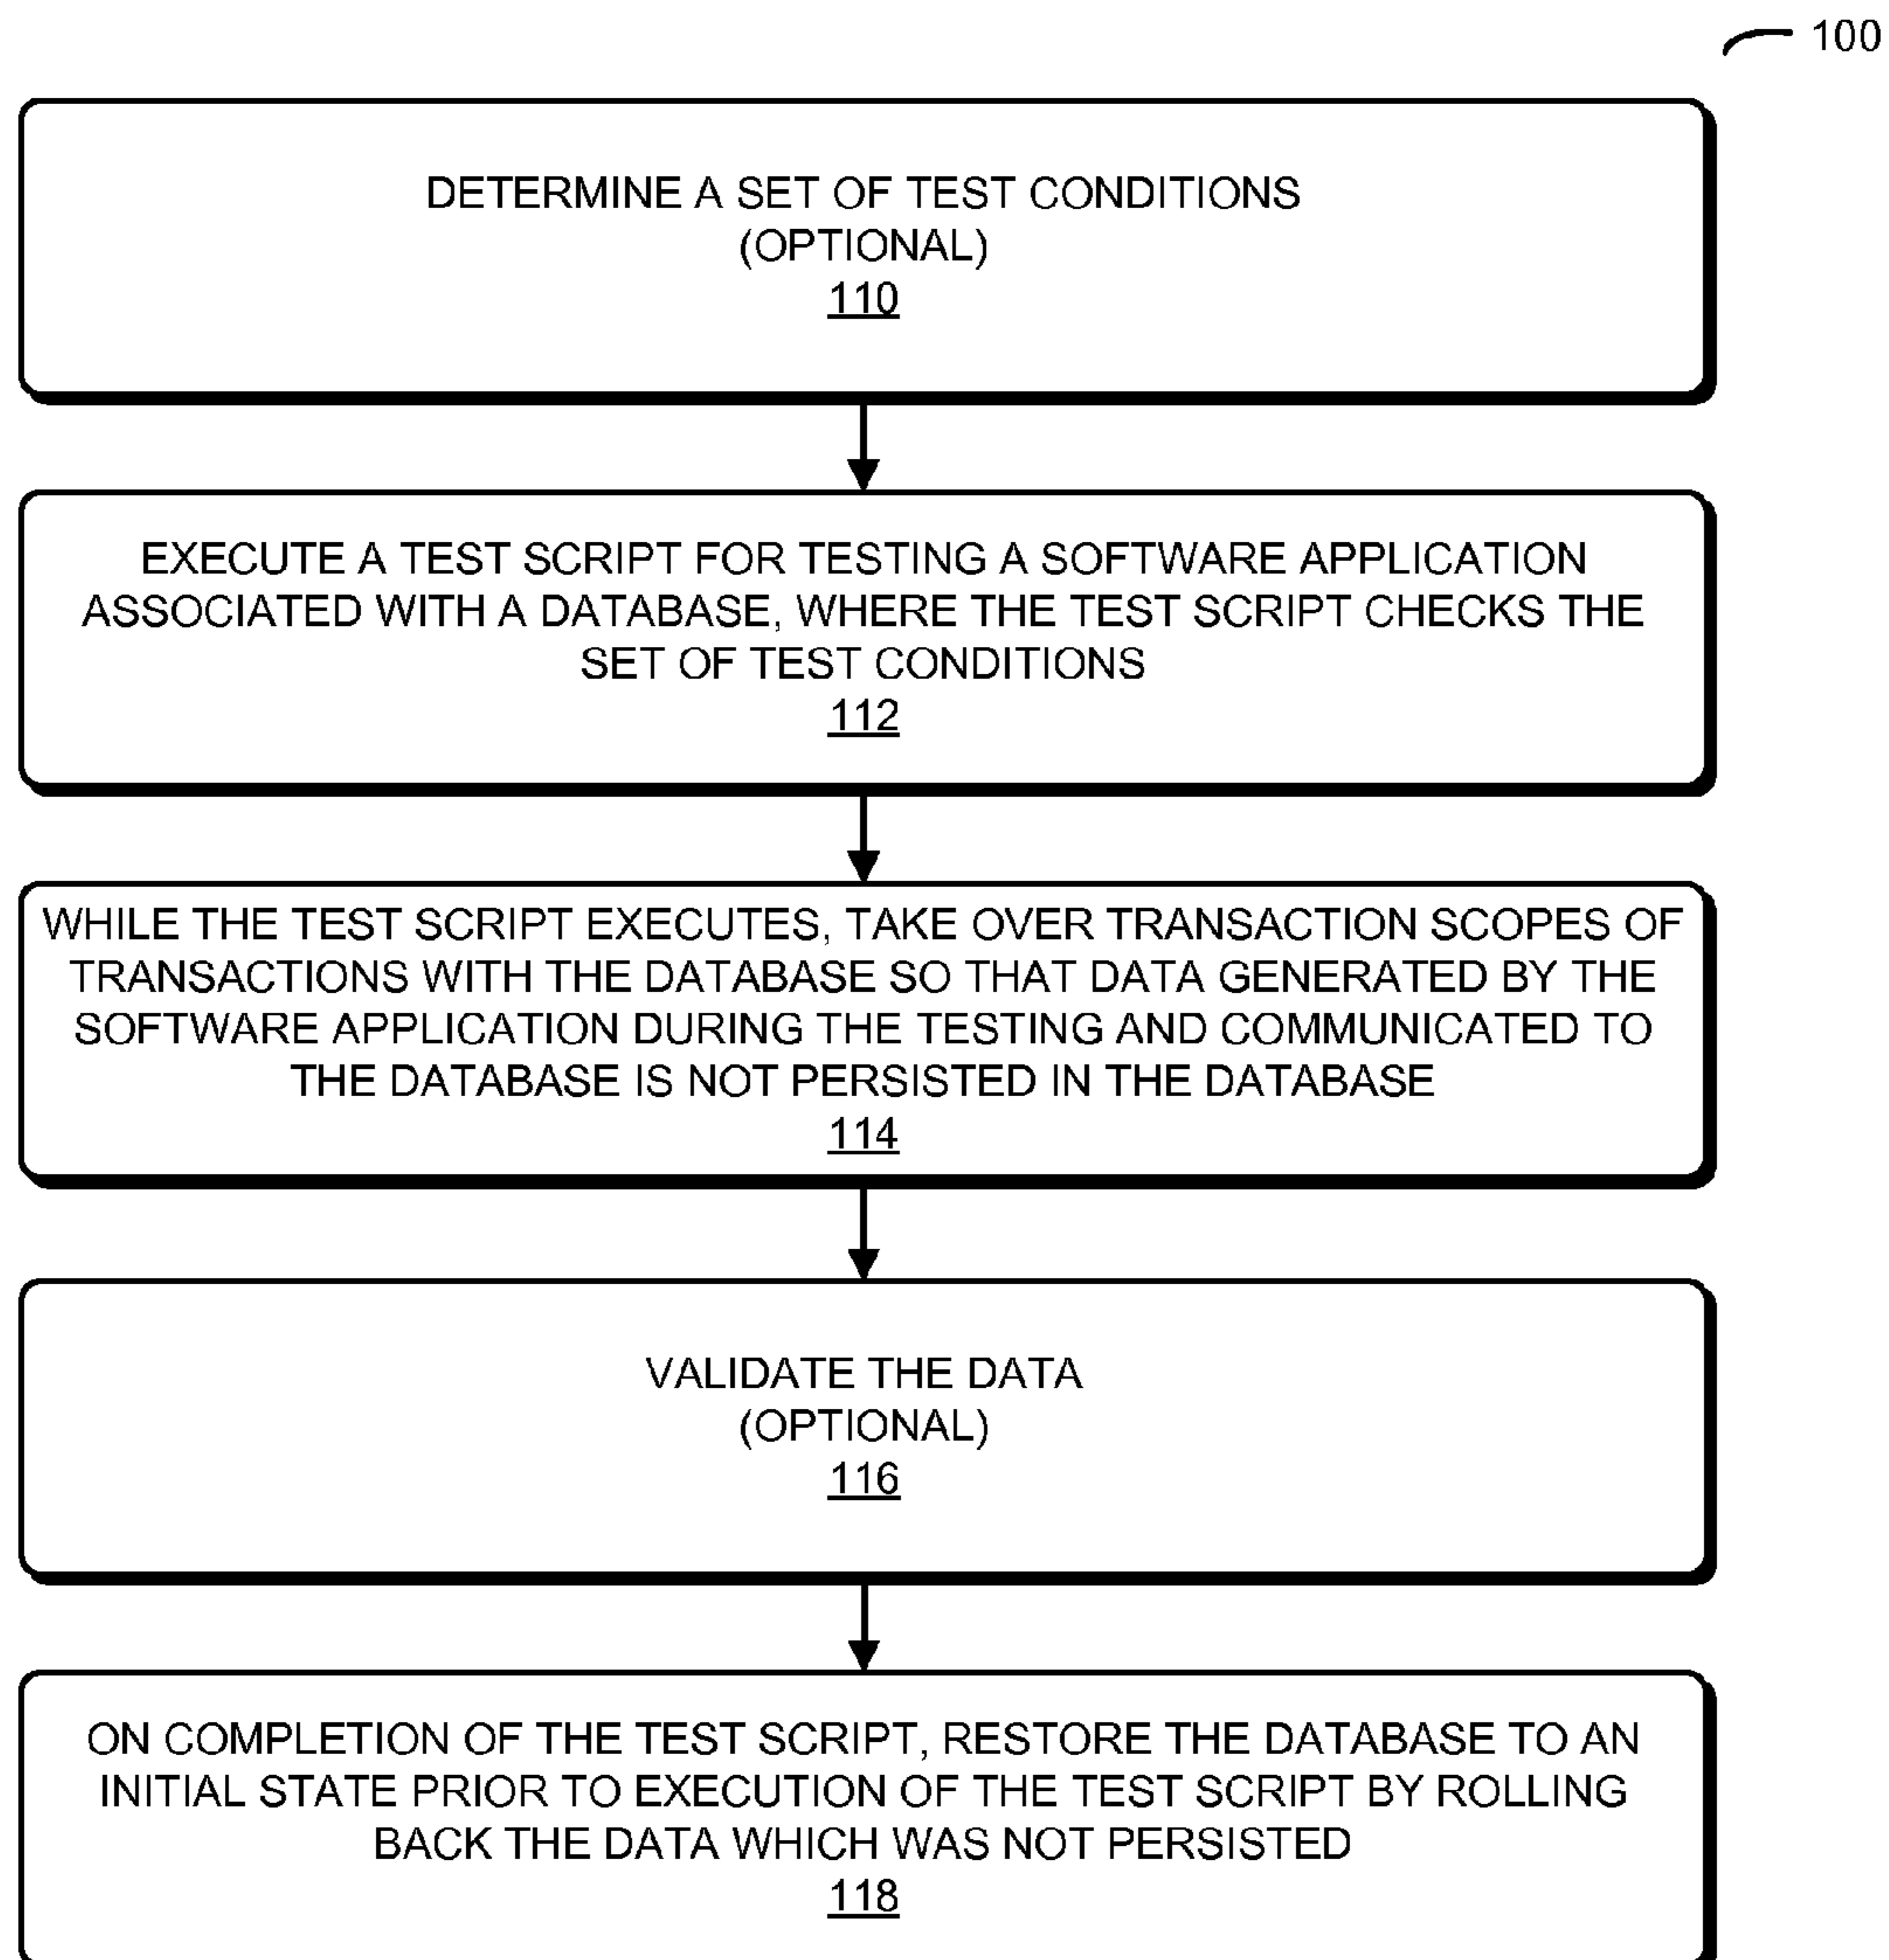 100
DETERMINE A SET OF TEST CONDITIONS
(OPTIONAL)
110
EXECUTE A TEST SCRIPT FOR TESTING A SOFTWARE APPLICATION
ASSOCIATED WITH A DATABASE, WHERE THE TEST SCRIPT CHECKS THE
SET OF TEST CONDITIONS
112
WHILE THE TEST SCRIPT EXECUTES, TAKE OVER TRANSACTION SCOPES OF
TRANSACTIONS WITH THE DATABASE SO THAT DATA GENERATED BY THE
SOFTWARE APPLICATION DURING THE TESTING AND COMMUNICATED TO
THE DATABASE IS NOT PERSISTED IN THE DATABASE
114
VALIDATE THE DATA
(OPTIONAL)
116
ON COMPLETION OF THE TEST SCRIPT, RESTORE THE DATABASE TO AN
INITIAL STATE PRIOR TO EXECUTION OF THE TEST SCRIPT BY ROLLING
BACK THE DATA WHICH WAS NOT PERSISTED
118